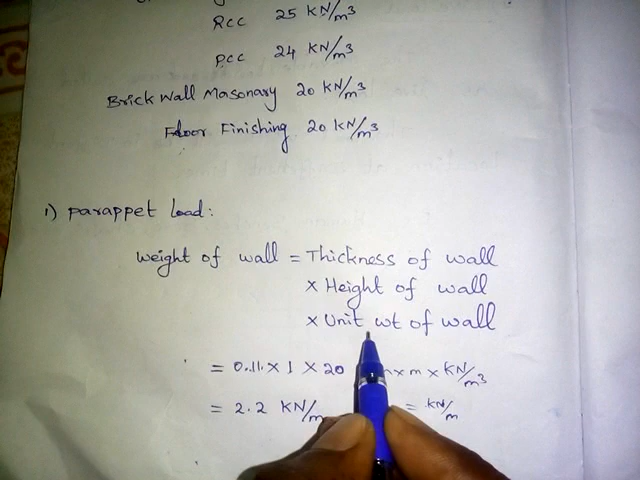 RCC 25 KN/m3
PCC 24 KN/m3
Brick Wall Masonary 20 KN/m3
Floor Finishing 20 KN/m3
1) parappet Load:
weight of wall = Thickness of wall
x Height of wall
x Unit wt of wall
= 0.11 x 1 x 20 x m x KN/m3
= 2.2 KN/m = KN/m